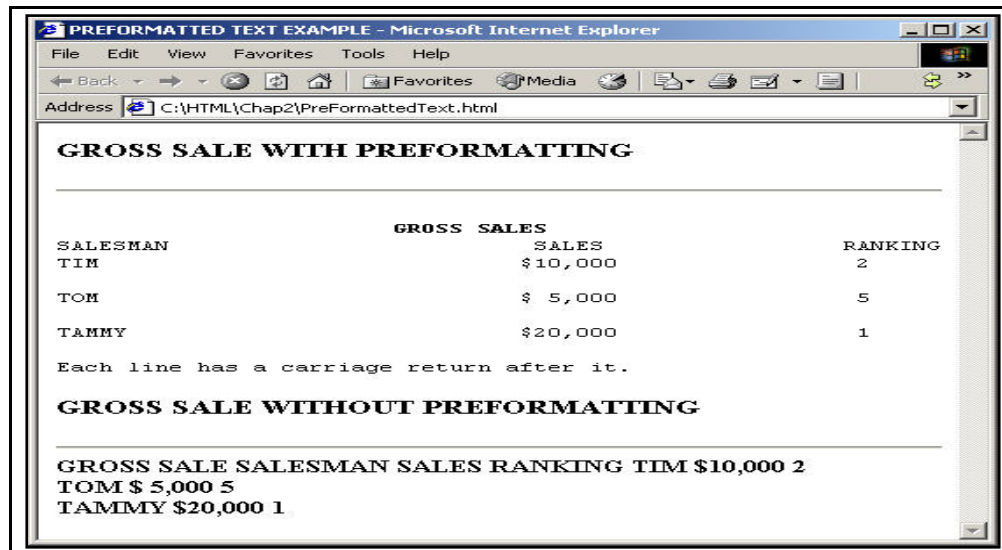 PREFORMATTED TEXT EXAMPLE - Microsoft Internet Explorer
File Edit View Favorites Tools Help
Back Favorites Media »
Address C:\HTML\Chap2\PreFormattedText.html
GROSS SALE WITH PREFORMATTING
GROSS SALES
SALESMAN SALES RANKING
TIM $10,000 2
TOM $ 5,000 5
TAMMY $20,000 1
Each line has a carriage return after it.
GROSS SALE WITHOUT PREFORMATTING
GROSS SALE SALESMAN SALES RANKING TIM $10,000 2
TOM $ 5,000 5
TAMMY $20,000 1